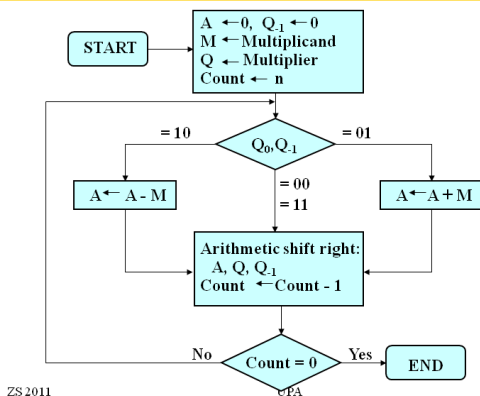 START
A ←0, Q-1 ←0
M ←Multiplicand
Q ← Multiplier
Count ← n
= 10
Q0,Q-1
= 01
= 00
= 11
A← A - M
A←A + M
Arithmetic shift right:
A, Q, Q-1
Count ←Count - 1
No
Count = 0
Yes
END
ZS 2011
UPA